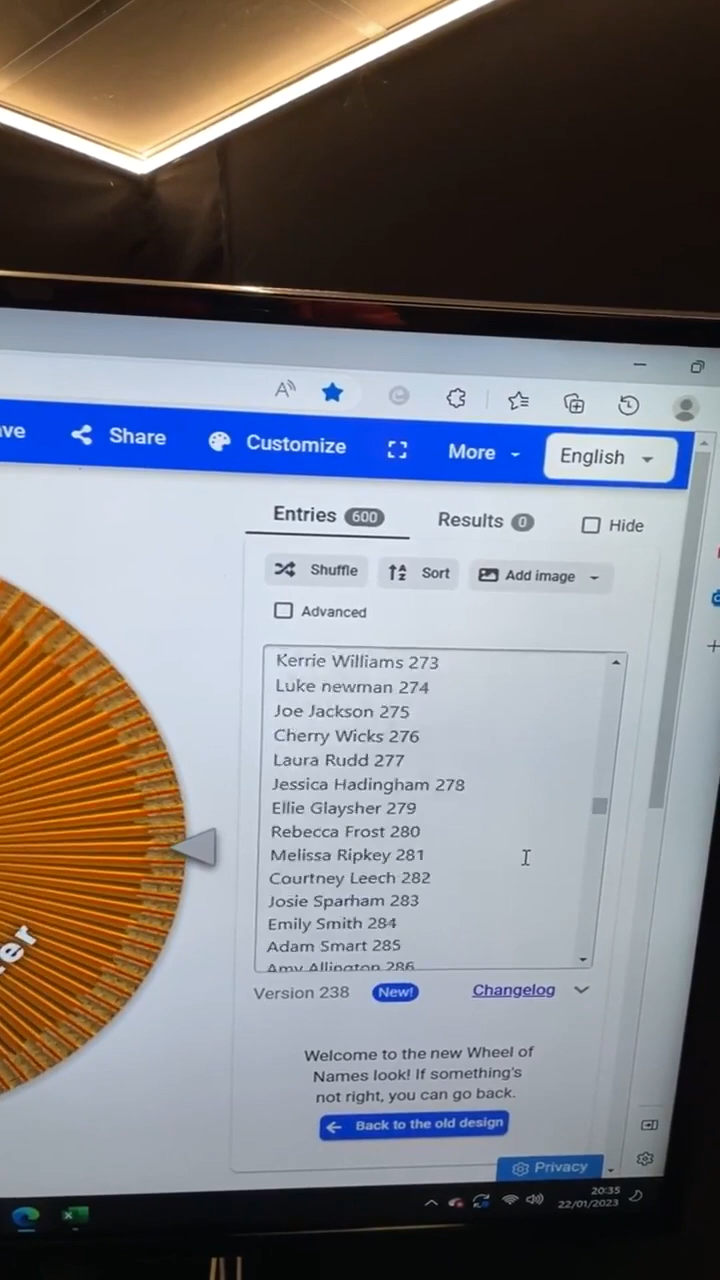 ve Share Customize More English
Entries 600 Results 0 Hide
Shuffle Sort Add image
Advanced
Kerrie Williams 273
Luke newman 274
Joe Jackson 275
Cherry Wicks 276
Laura Rudd 277
Jessica Hadingham 278
Ellie Glaysher 279
Rebecca Frost 280
Melissa Ripkey 281
Courtney Leech 282
Josie Sparham 283
Emily Smith 284
Adam Smart 285
Amy Allington 286
er
Version 238 New! Changelog
Welcome to the new Wheel of
Names look! If something's
not right, you can go back.
Back to the old design
Privacy
20:35
22/01/2023